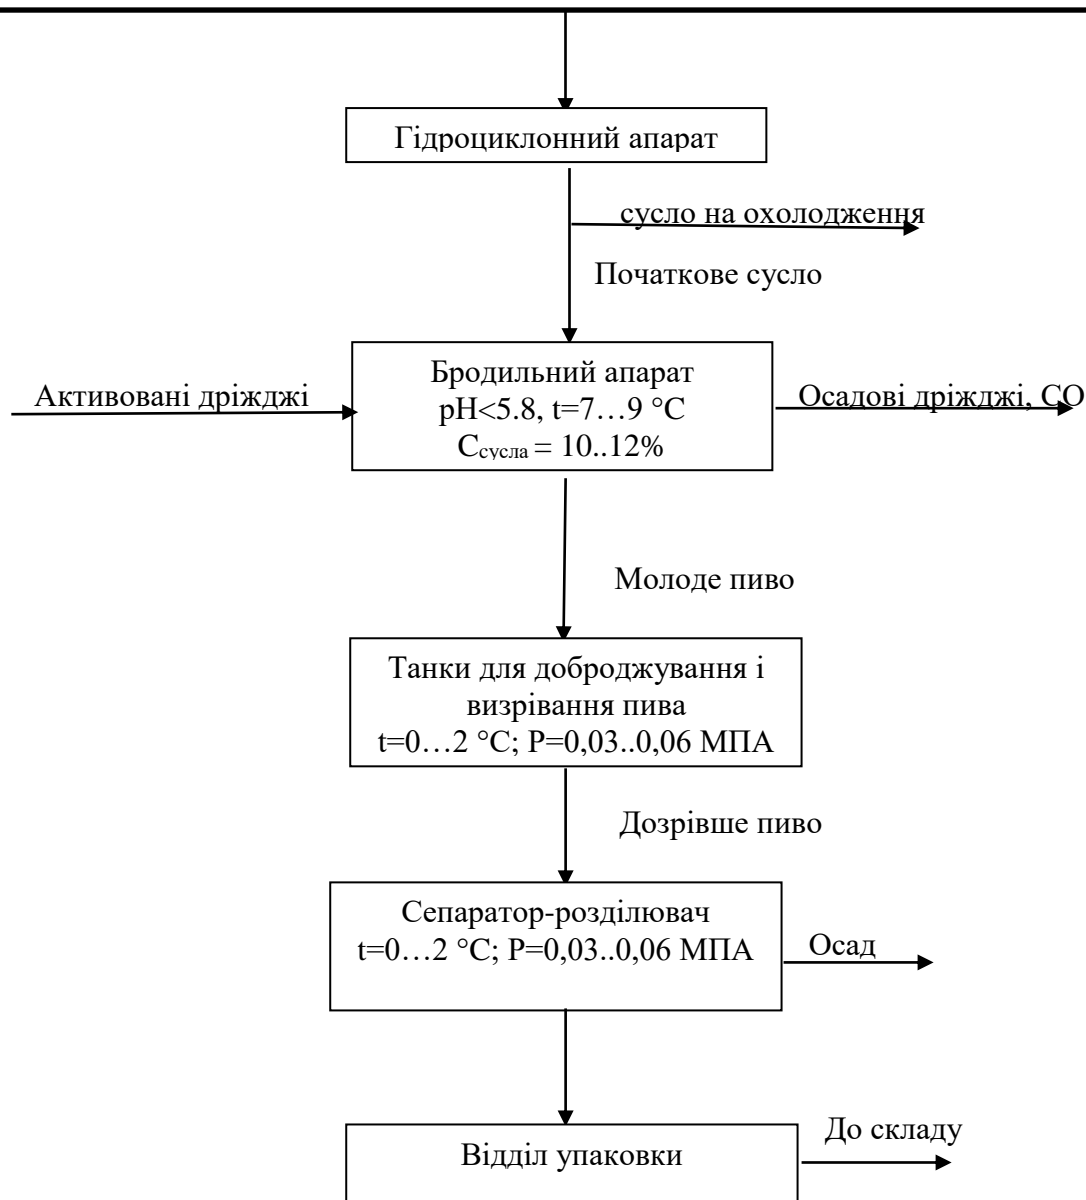 Гідроциклонний апарат
сусло на охолодження
Початкове сусло
Активовані дріжджі
Бродильний апарат
pH<5.8, t=7…9 °C
Ссусла = 10..12%
Осадові дріжджі, СО
Молоде пиво
Танки для доброджування і
визрівання пива
t=0…2 °C; P=0,03..0,06 МПА
Дозрівше пиво
Сепаратор-розділювач
t=0…2 °C; P=0,03..0,06 МПА
Осад
До складу
Відділ упаковки